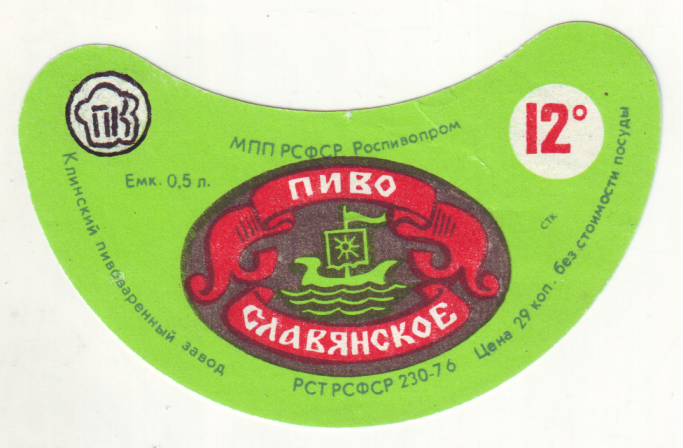 ПК
12°
МПП РСФСР Роспивопром
Емк. 0,5 л.
ПИВО
СЛАВЯНСКОЕ
Клинский пивоваренный завод
РСТ РСФСР 230-76
Цена 29 коп. без стоимости посуды
СТК